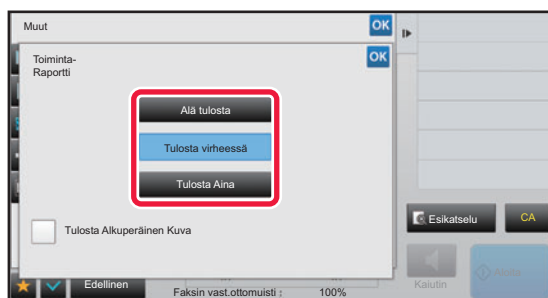 Muut
OK
Toiminta-
Raportti
OK
Älä tulosta
Tulosta virheessä
Tulosta Aina
Tulosta Alkuperäinen Kuva
Esikatselu
CA
Edellinen
Faksin vast.ottomuisti :
100%
Kaiutin
Aloita